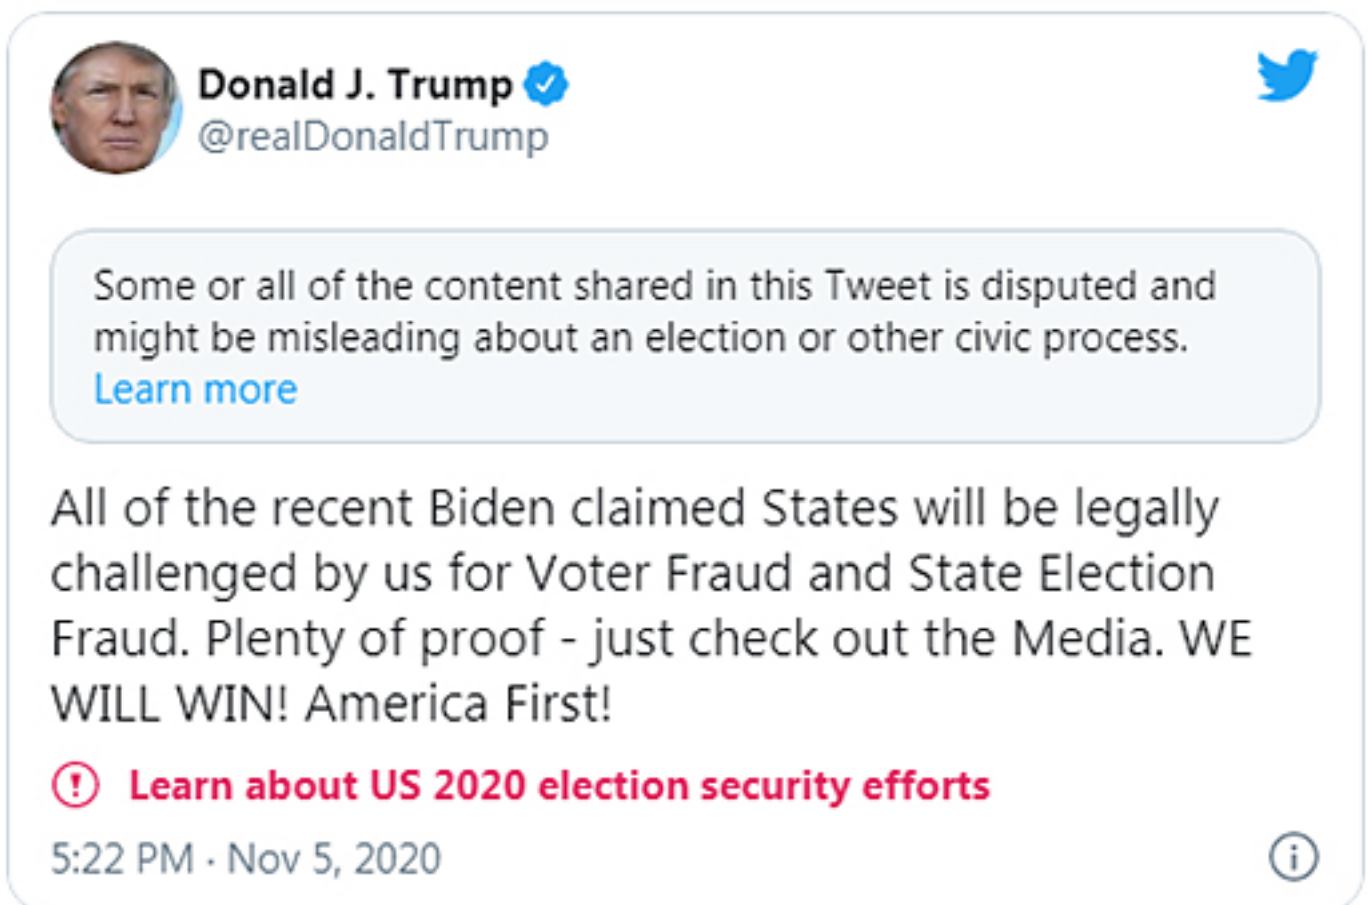 Donald J. Trump
@realDonaldTrump
Some or all of the content shared in this Tweet is disputed and
might be misleading about an election or other civic process.
Learn more
All of the recent Biden claimed States will be legally
challenged by us for Voter Fraud and State Election
Fraud. Plenty of proof - just check out the Media. WE
WILL WIN! America First!
Learn about US 2020 election security efforts
5:22 PM · Nov 5, 2020